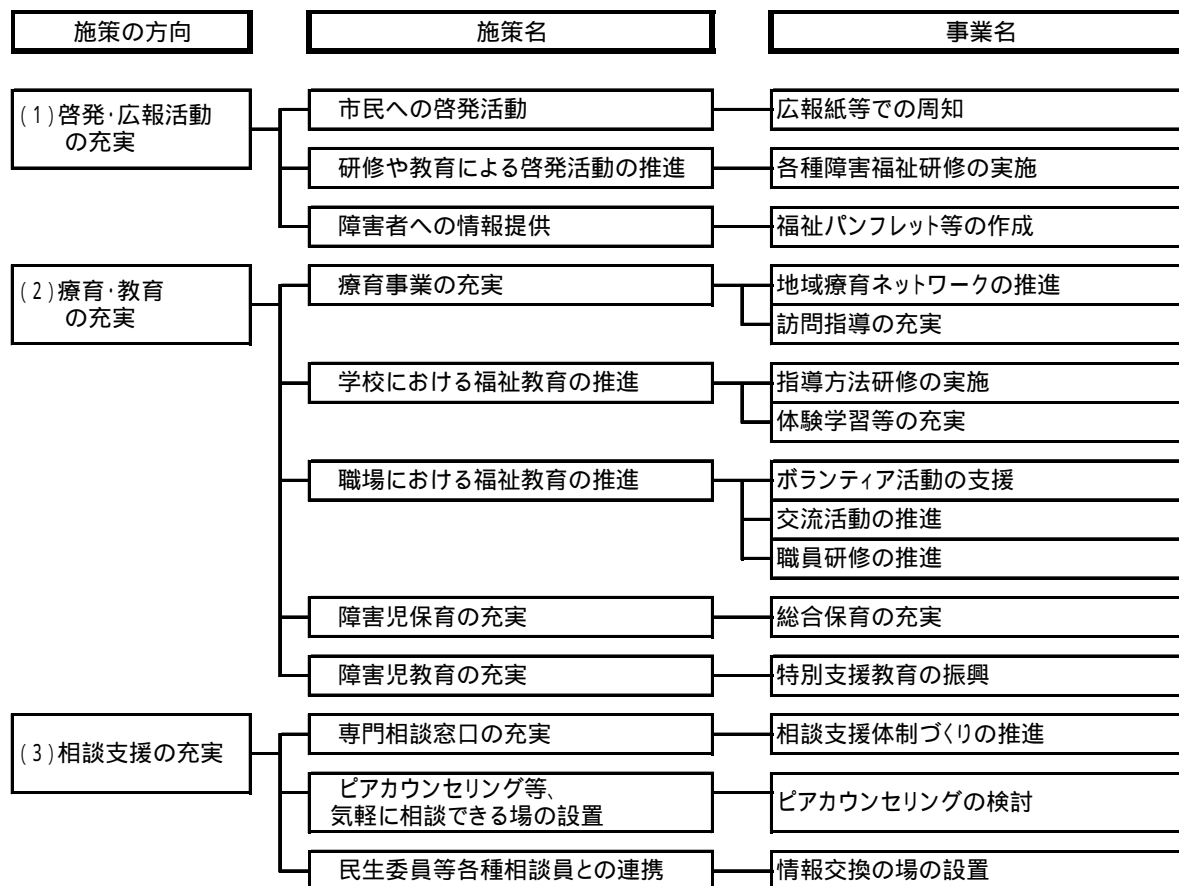 施策の方向
施策名
事業名
(1)啓発・広報活動
の充実
市民への啓発活動
広報紙等での周知
研修や教育による啓発活動の推進
各種障害福祉研修の実施
障害者への情報提供
福祉パンフレット等の作成
(2)療育・教育
の充実
療育事業の充実
地域療育ネットワークの推進
訪問指導の充実
学校における福祉教育の推進
指導方法研修の実施
体験学習等の充実
職場における福祉教育の推進
ボランティア活動の支援
交流活動の推進
職員研修の推進
障害児保育の充実
総合保育の充実
障害児教育の充実
特別支援教育の振興
(3)相談支援の充実
専門相談窓口の充実
相談支援体制づくりの推進
ピアカウンセリング等、
気軽に相談できる場の設置
ピアカウンセリングの検討
民生委員等各種相談員との連携
情報交換の場の設置